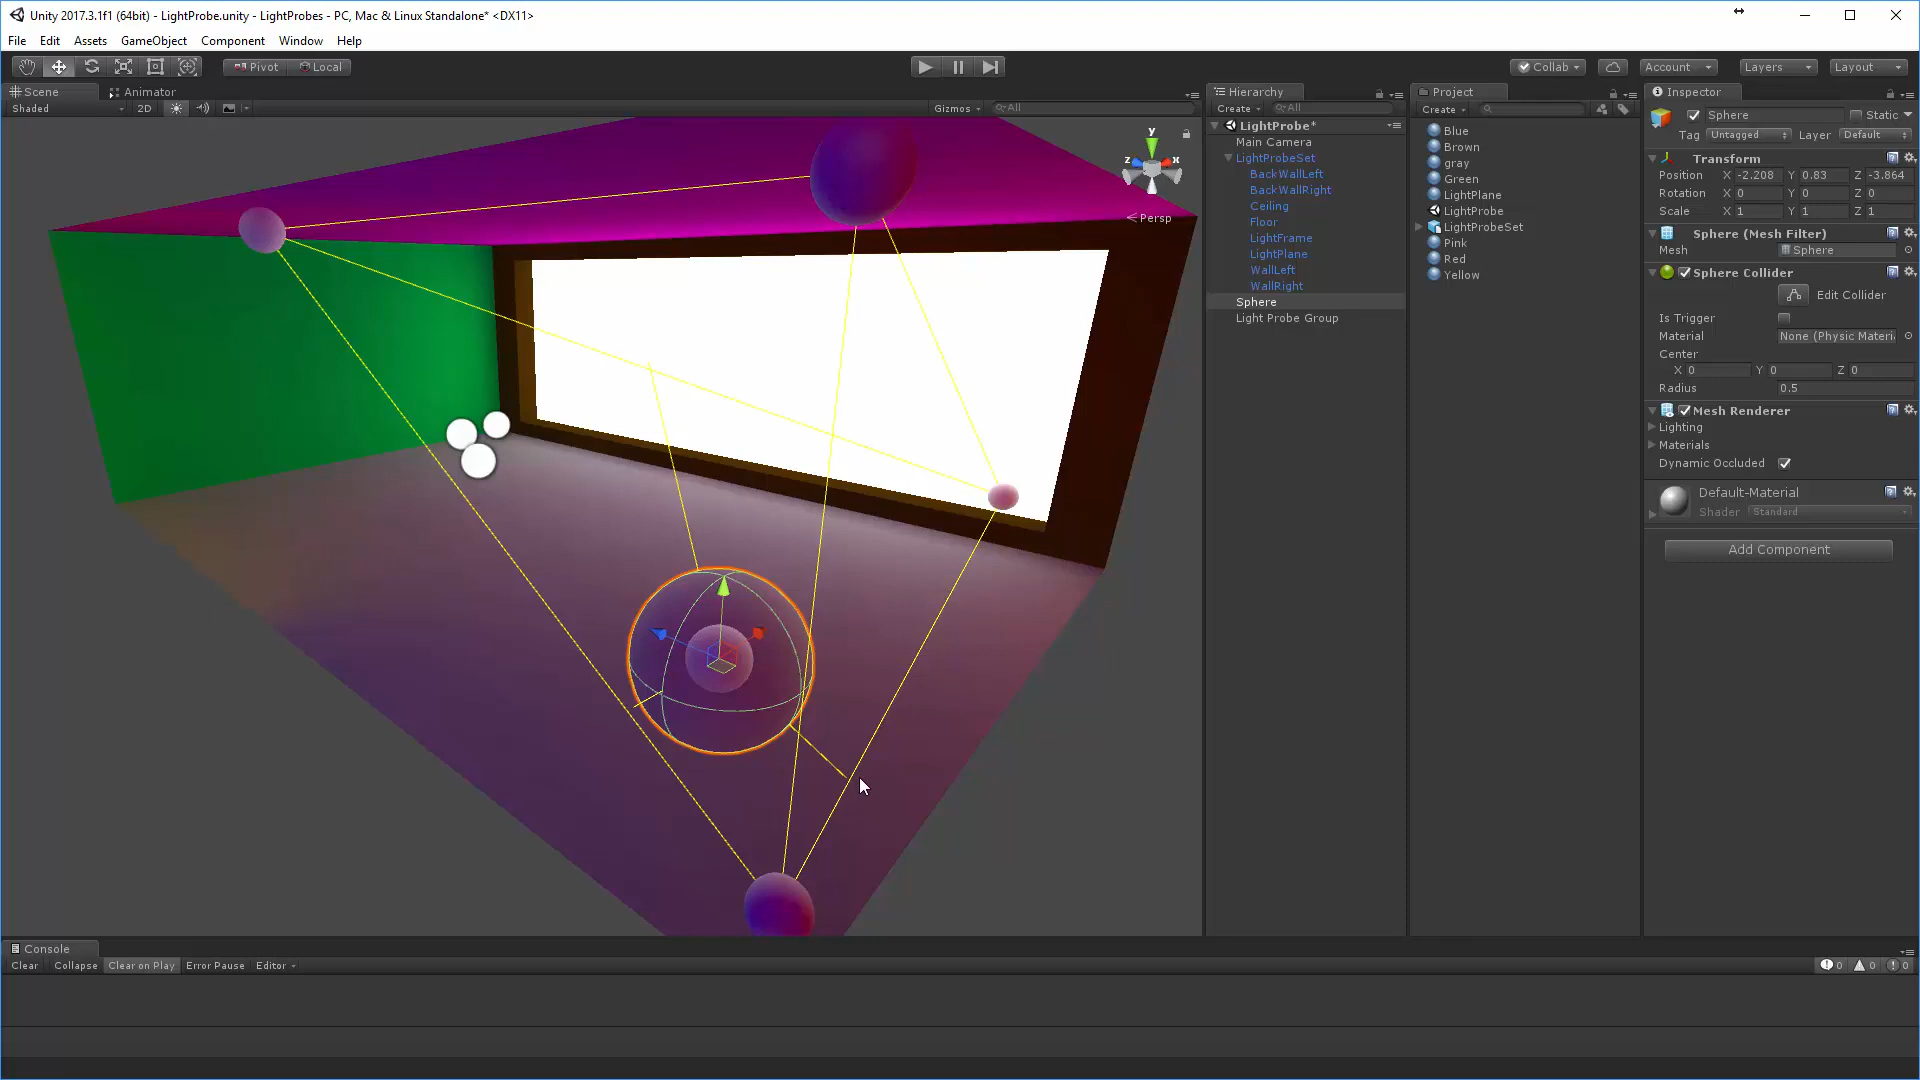 Unity 2017.3.1f1 (64bit) - LightProbe.unity - LightProbes - PC, Mac & Linux Standalone* <DX11>
File Edit Assets GameObject Component Window Help
Pivot Local Collab Account Layers Layout
Scene Animator
Shaded 2D Gizmos All
y
z x
Persp
Hierarchy
Create All
LightProbe*
Main Camera
LightProbeSet
BackWallLeft
BackWallRight
Ceiling
Floor
LightFrame
LightPlane
WallLeft
WallRight
Sphere
Light Probe Group
Project
Create
Blue
Brown
gray
Green
LightPlane
LightProbe
LightProbeSet
Pink
Red
Yellow
Inspector
Sphere Static
Tag Untagged Layer Default
Transform
Position X -2.208 Y 0.83 Z -3.864
Rotation X 0 Y 0 Z 0
Scale X 1 Y 1 Z 1
Sphere (Mesh Filter)
Mesh Sphere
Sphere Collider
Edit Collider
Is Trigger
Material None (Physic Materi
Center
X 0 Y 0 Z 0
Radius 0.5
Mesh Renderer
Lighting
Materials
Dynamic Occluded
Default-Material
Shader Standard
Add Component
Console
Clear Collapse Clear on Play Error Pause Editor 0 0 0